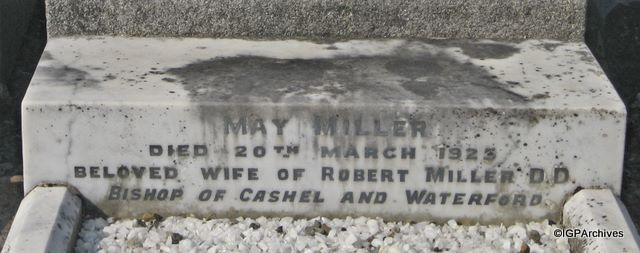 MAY MILLER
DIED 20TH MARCH 1925
BELOVED WIFE OF ROBERT MILLER D.D.
BISHOP OF CASHEL AND WATERFORD
©IGPArchives